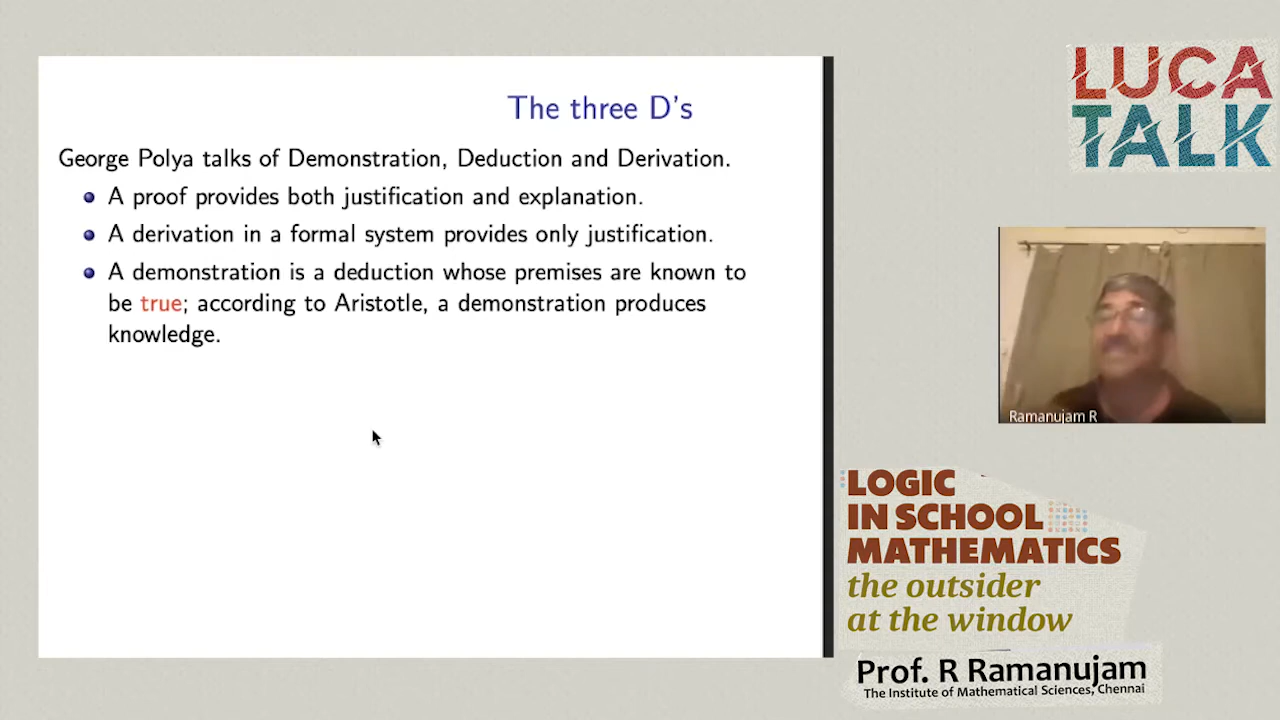 The three D's
George Polya talks of Demonstration, Deduction and Derivation.
A proof provides both justification and explanation.
A derivation in a formal system provides only justification.
A demonstration is a deduction whose premises are known to
be true; according to Aristotle, a demonstration produces
knowledge.
LUCA
TALK
Ramanujam R
LOGIC
IN SCHOOL
MATHEMATICS
the outsider
at the window
Prof. R Ramanujam
The Institute of Mathematical Sciences, Chennai